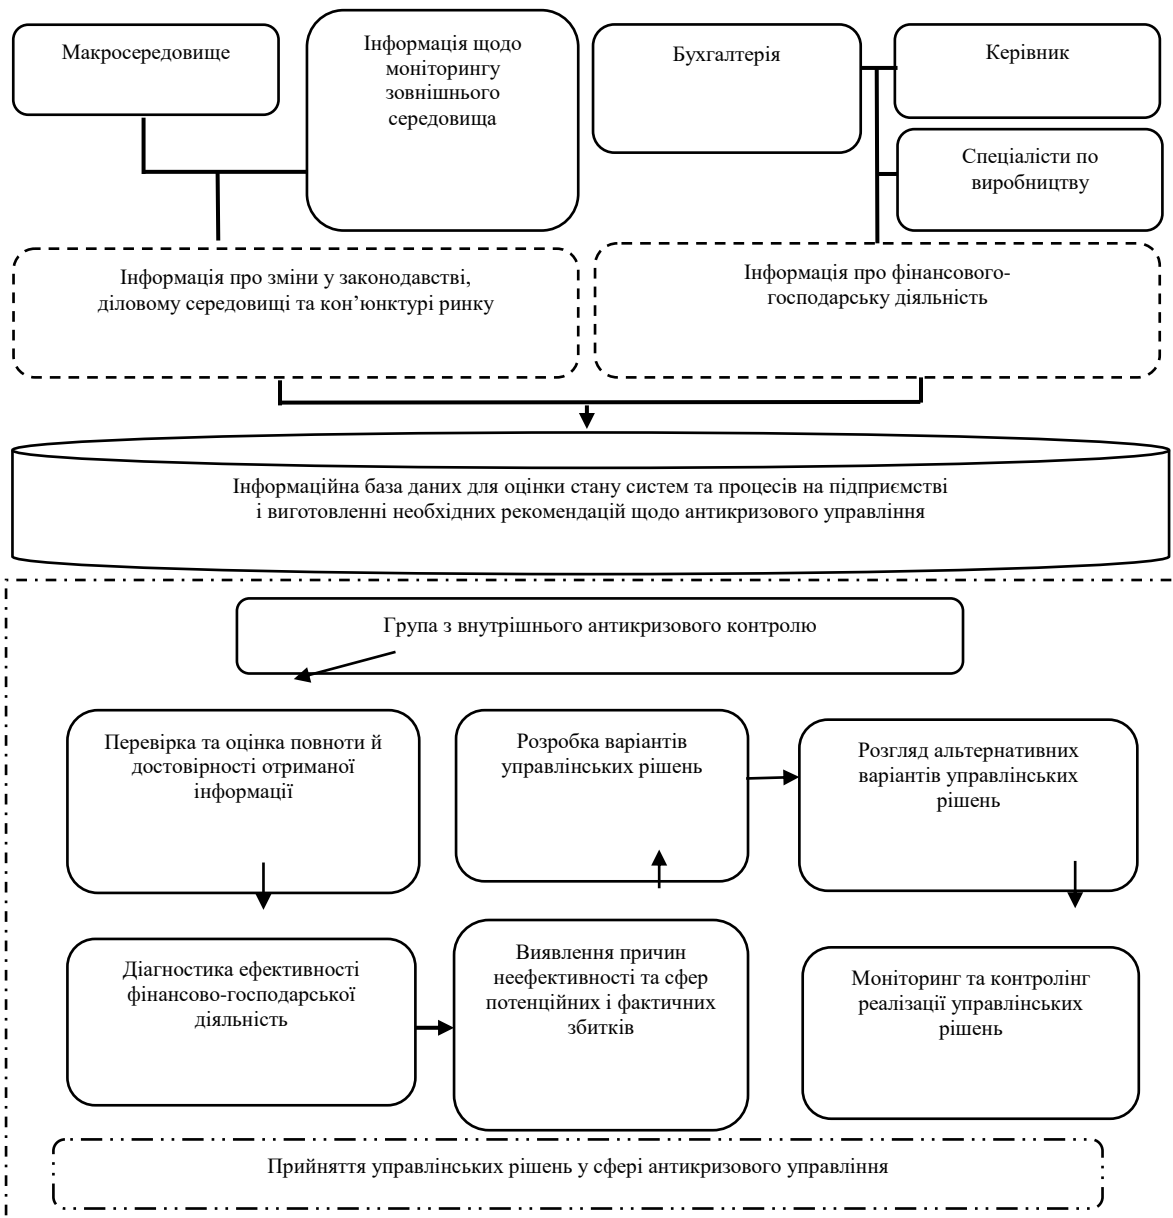 Макросередовище
Інформація щодо
моніторингу
зовнішнього
середовища
Бухгалтерія
Керівник
Спеціалісти по
виробництву
Інформація про зміни у законодавстві,
діловому середовищі та кон’юнктурі ринку
Інформація про фінансового-
господарську діяльність
Інформаційна база даних для оцінки стану систем та процесів на підприємстві
і виготовленні необхідних рекомендацій щодо антикризового управління
Група з внутрішнього антикризового контролю
Перевірка та оцінка повноти й
достовірності отриманої
інформації
Розробка варіантів
управлінських рішень
Розгляд альтернативних
варіантів управлінських
рішень
Діагностика ефективності
фінансово-господарської
діяльність
Виявлення причин
неефективності та сфер
потенційних і фактичних
збитків
Моніторинг та контролінг
реалізації управлінських
рішень
Прийняття управлінських рішень у сфері антикризового управління